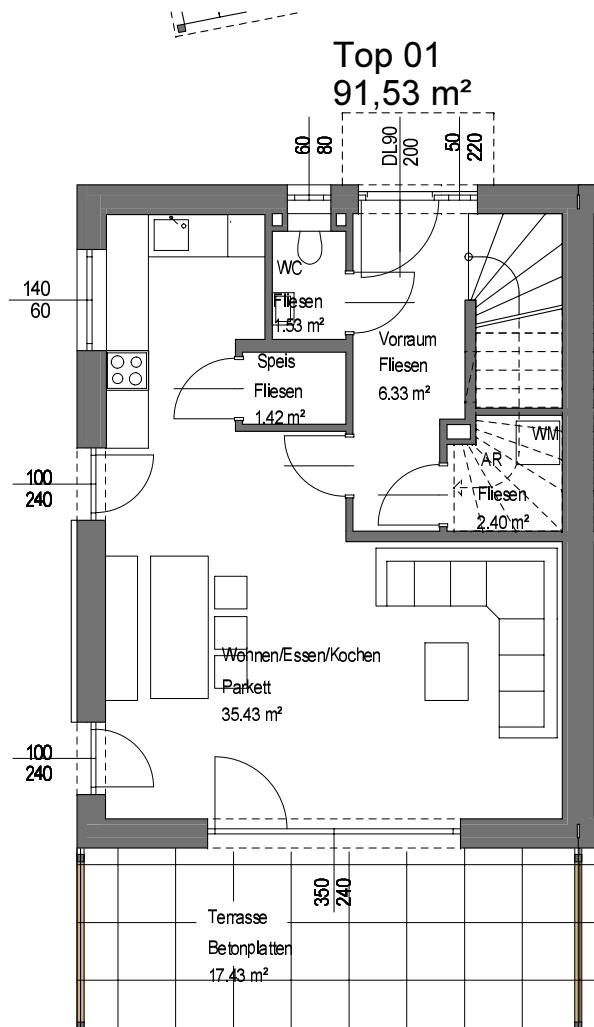 Top 01
91,53 m²
60
80
DL90
200
50
220
140
60
WC
Fliesen
1.53 m²
Vorraum
Fliesen
6.33 m²
Speis
Fliesen
1.42 m²
WM
AR
Fliesen
2.40 m²
100
240
Wohnen/Essen/Kochen
Parkett
35.43 m²
100
240
350
240
Terrasse
Betonplatten
17.43 m²